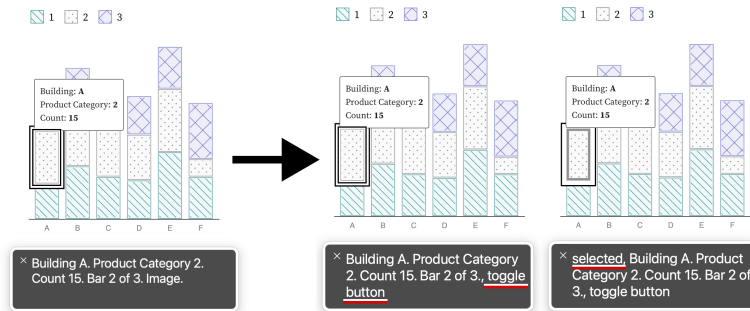 1 2 3
Building: A
Product Category: 2
Count: 15
A B C D E F
× Building A. Product Category 2.
Count 15. Bar 2 of 3. Image.
1 2 3
Building: A
Product Category: 2
Count: 15
A B C D E F
× Building A. Product Category
2. Count 15. Bar 2 of 3., toggle
button
1 2 3
Building: A
Product Category: 2
Count: 15
A B C D E F
× selected, Building A. Product
Category 2. Count 15. Bar 2 of
3., toggle button